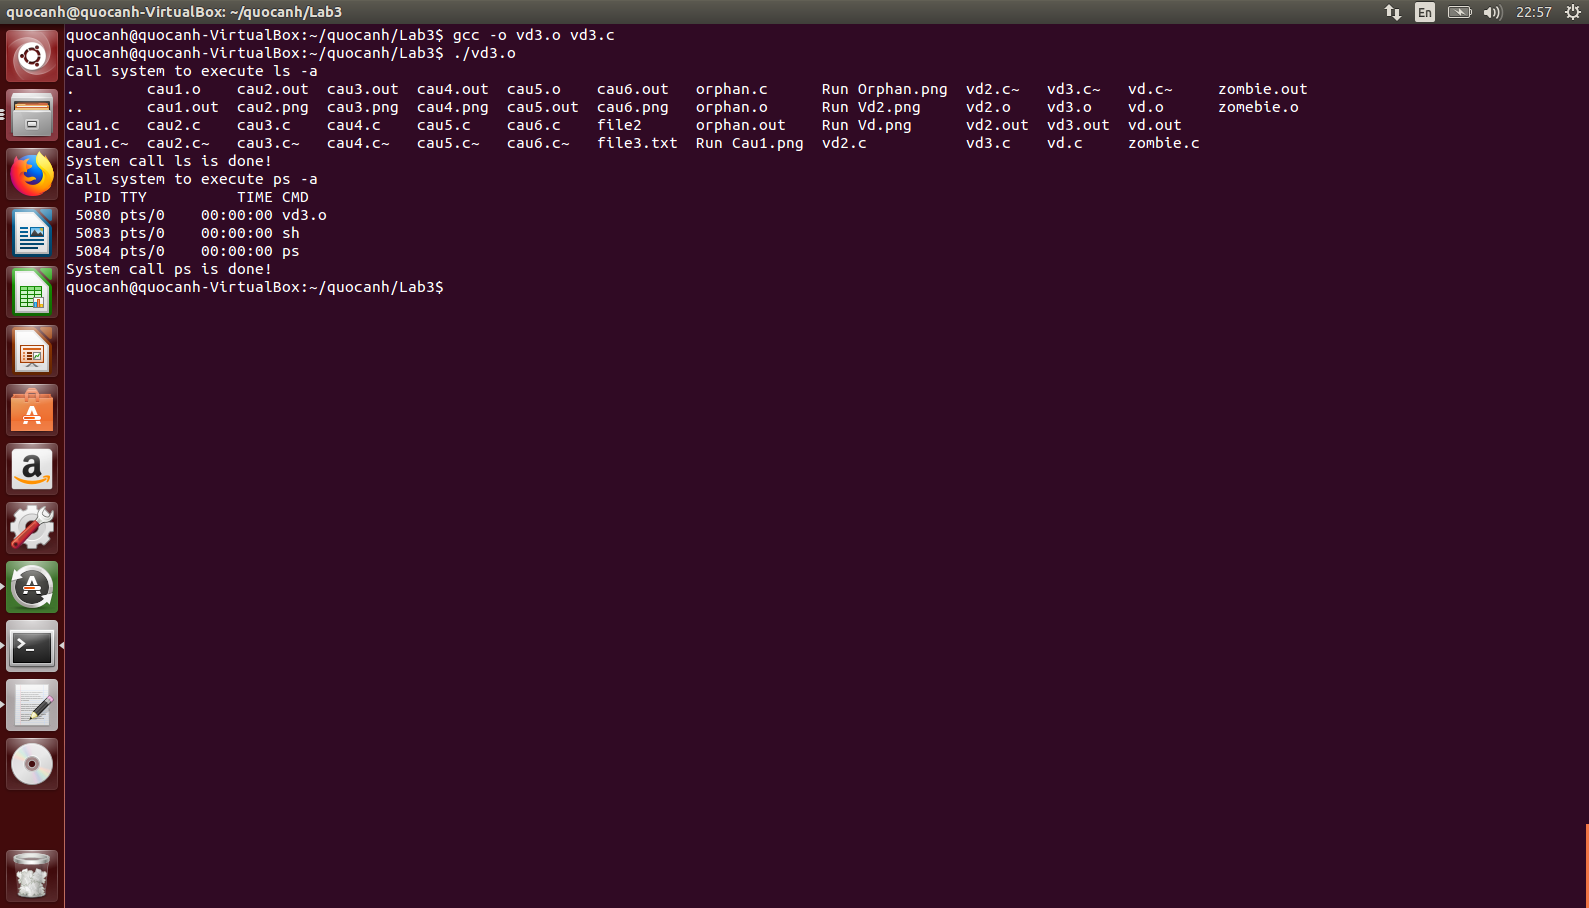 quocanh@quocanh-VirtualBox: ~/quocanh/Lab3
En
22:57
quocanh@quocanh-VirtualBox:~/quocanh/Lab3$ gcc -o vd3.o vd3.c
quocanh@quocanh-VirtualBox:~/quocanh/Lab3$ ./vd3.o
Call system to execute ls -a
.        cau1.o    cau2.out  cau3.out  cau4.out  cau5.o    cau6.out   orphan.c      Run Orphan.png  vd2.c~   vd3.c~   vd.c~     zombie.out
..       cau1.out  cau2.png  cau3.png  cau4.png  cau5.out  cau6.png   orphan.o      Run Vd2.png     vd2.o    vd3.o    vd.o      zomebie.o
cau1.c   cau2.c    cau3.c    cau4.c    cau5.c    cau6.c    file2      orphan.out    Run Vd.png      vd2.out  vd3.out  vd.out
cau1.c~  cau2.c~   cau3.c~   cau4.c~   cau5.c~   cau6.c~   file3.txt  Run Cau1.png  vd2.c           vd3.c    vd.c     zombie.c
System call ls is done!
Call system to execute ps -a
  PID TTY          TIME CMD
 5080 pts/0    00:00:00 vd3.o
 5083 pts/0    00:00:00 sh
 5084 pts/0    00:00:00 ps
System call ps is done!
quocanh@quocanh-VirtualBox:~/quocanh/Lab3$